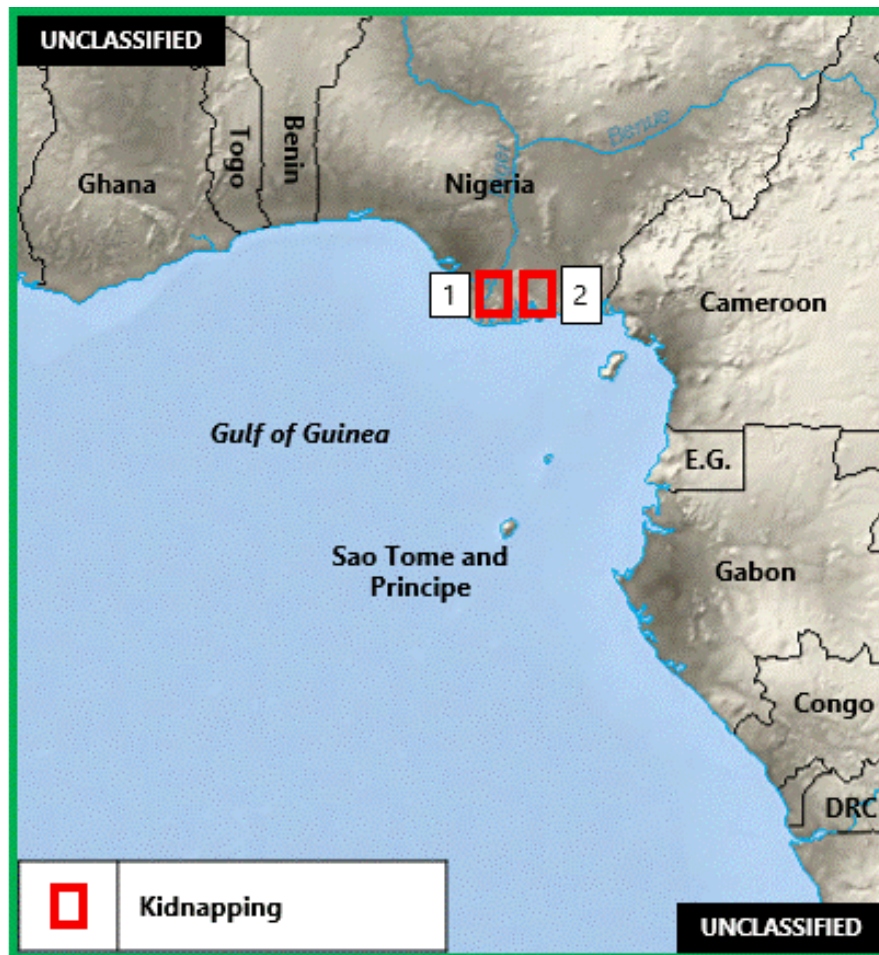 UNCLASSIFIED
Ghana
Togo
Benin
Nigeria
Benue
Cameroon
1
2
Gulf of Guinea
E.G.
Sao Tome and
Principe
Gabon
Congo
DRC
Kidnapping
UNCLASSIFIED